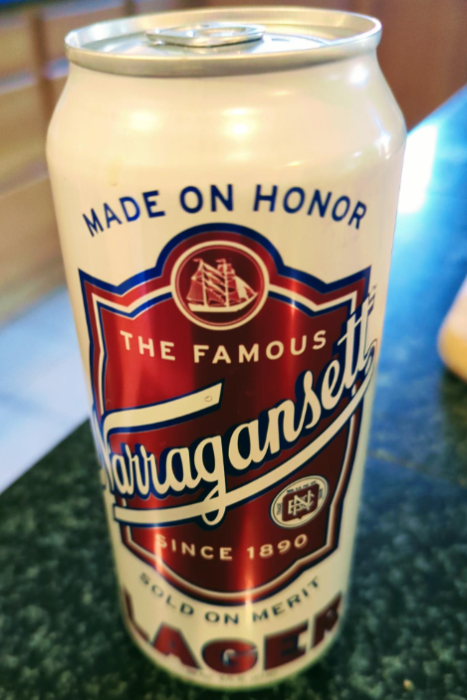 MADE ON HONOR
THE FAMOUS
Narragansett
SINCE 1890
SOLD ON MERIT
LAGER